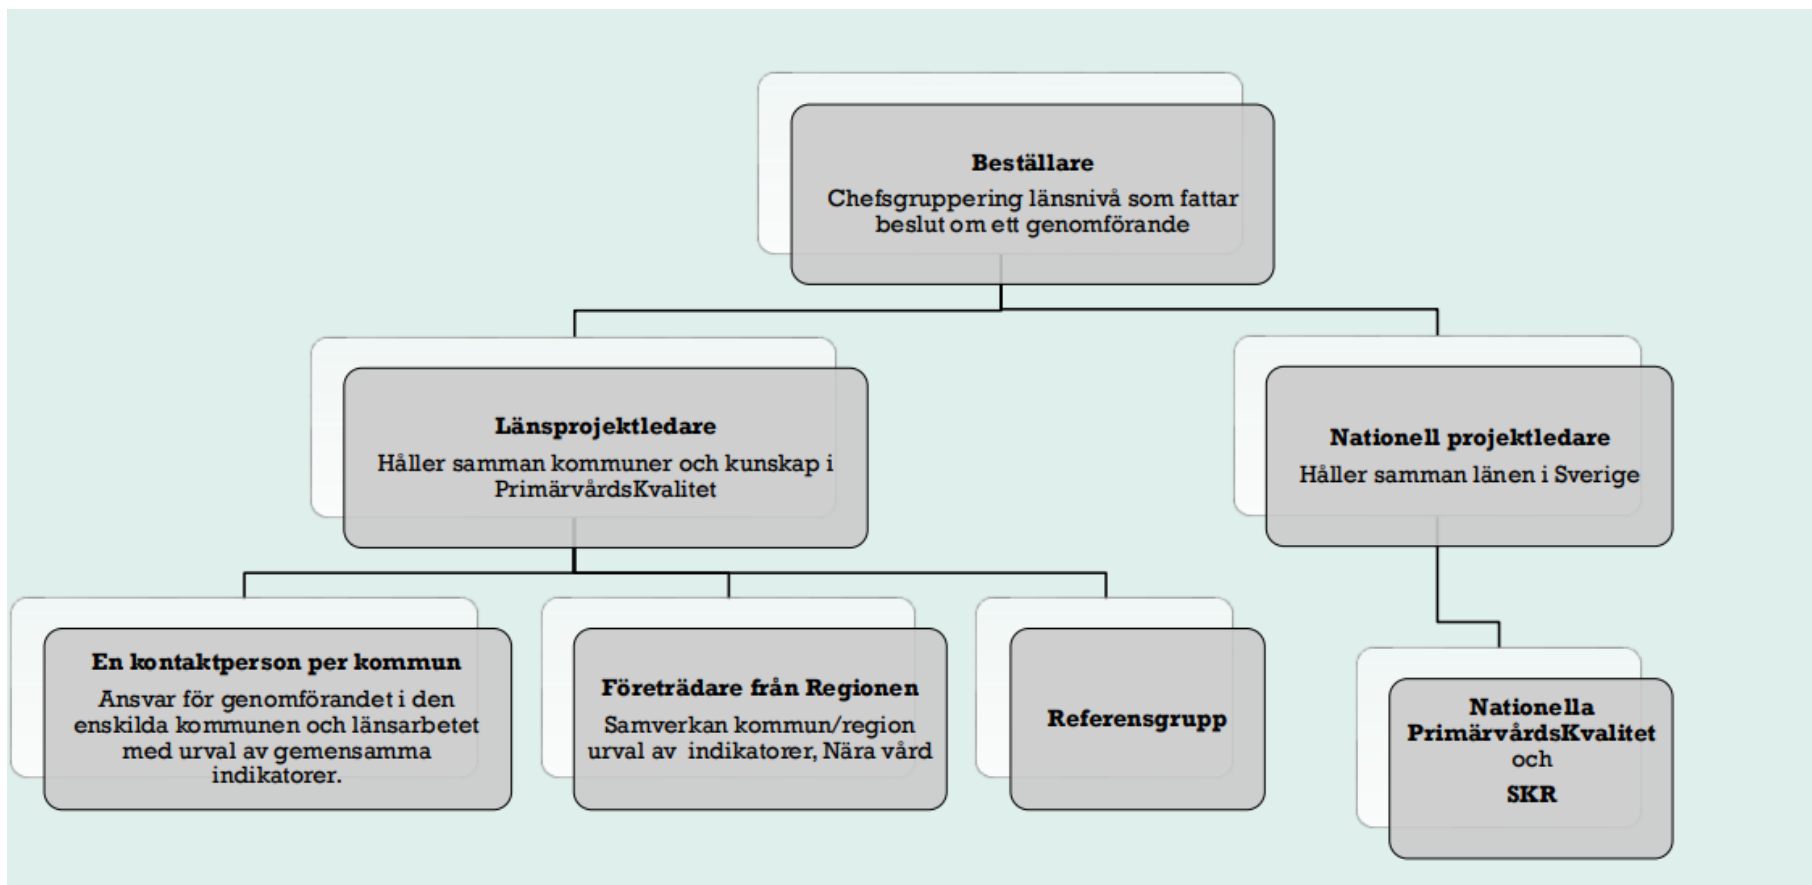 Beställare
Chefsgruppering länsnivå som fattar
beslut om ett genomförande
Länsprojektledare
Håller samman kommuner och kunskap i
PrimärvårdsKvalitet
Nationell projektledare
Håller samman länen i Sverige
En kontaktperson per kommun
Ansvar för genomförandet i den
enskilda kommunen och länsarbetet
med urval av gemensamma
indikatorer.
Företrädare från Regionen
Samverkan kommun/region
urval av  indikatorer, Nära vård
Referensgrupp
Nationella
PrimärvårdsKvalitet
och
SKR